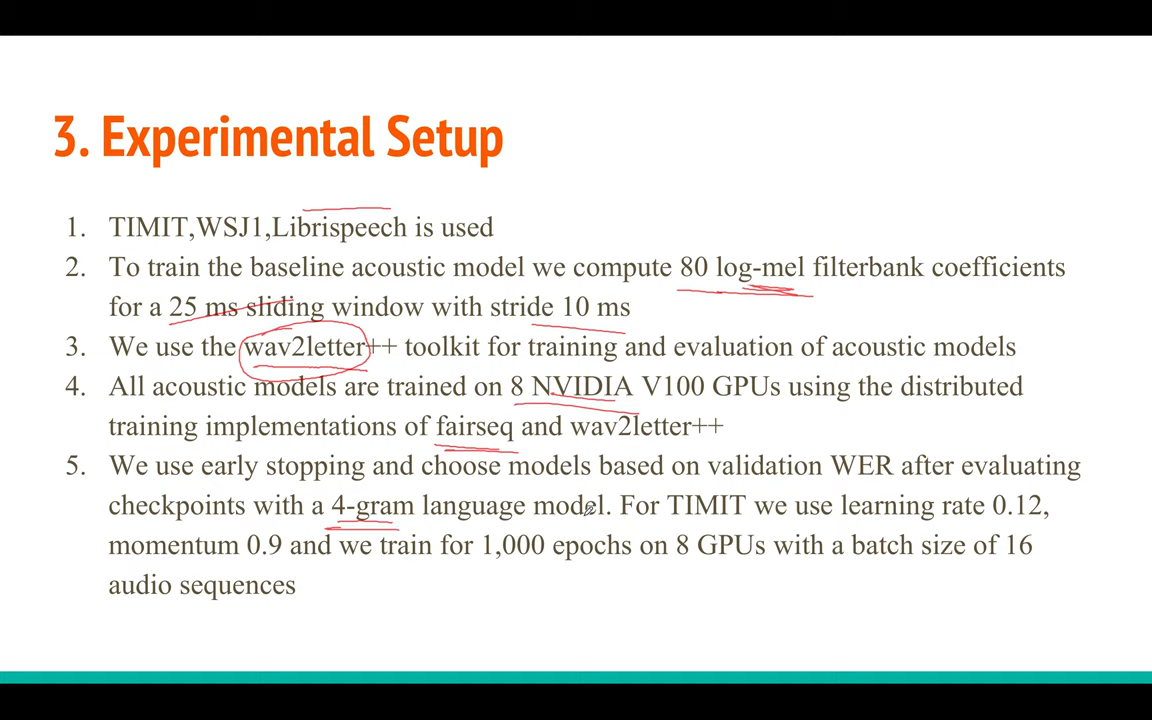 3. Experimental Setup
1. TIMIT,WSJ1,Librispeech is used
2. To train the baseline acoustic model we compute 80 log-mel filterbank coefficients
for a 25 ms sliding window with stride 10 ms
3. We use the wav2letter++ toolkit for training and evaluation of acoustic models
4. All acoustic models are trained on 8 NVIDIA V100 GPUs using the distributed
training implementations of fairseq and wav2letter++
5. We use early stopping and choose models based on validation WER after evaluating
checkpoints with a 4-gram language model. For TIMIT we use learning rate 0.12,
momentum 0.9 and we train for 1,000 epochs on 8 GPUs with a batch size of 16
audio sequences